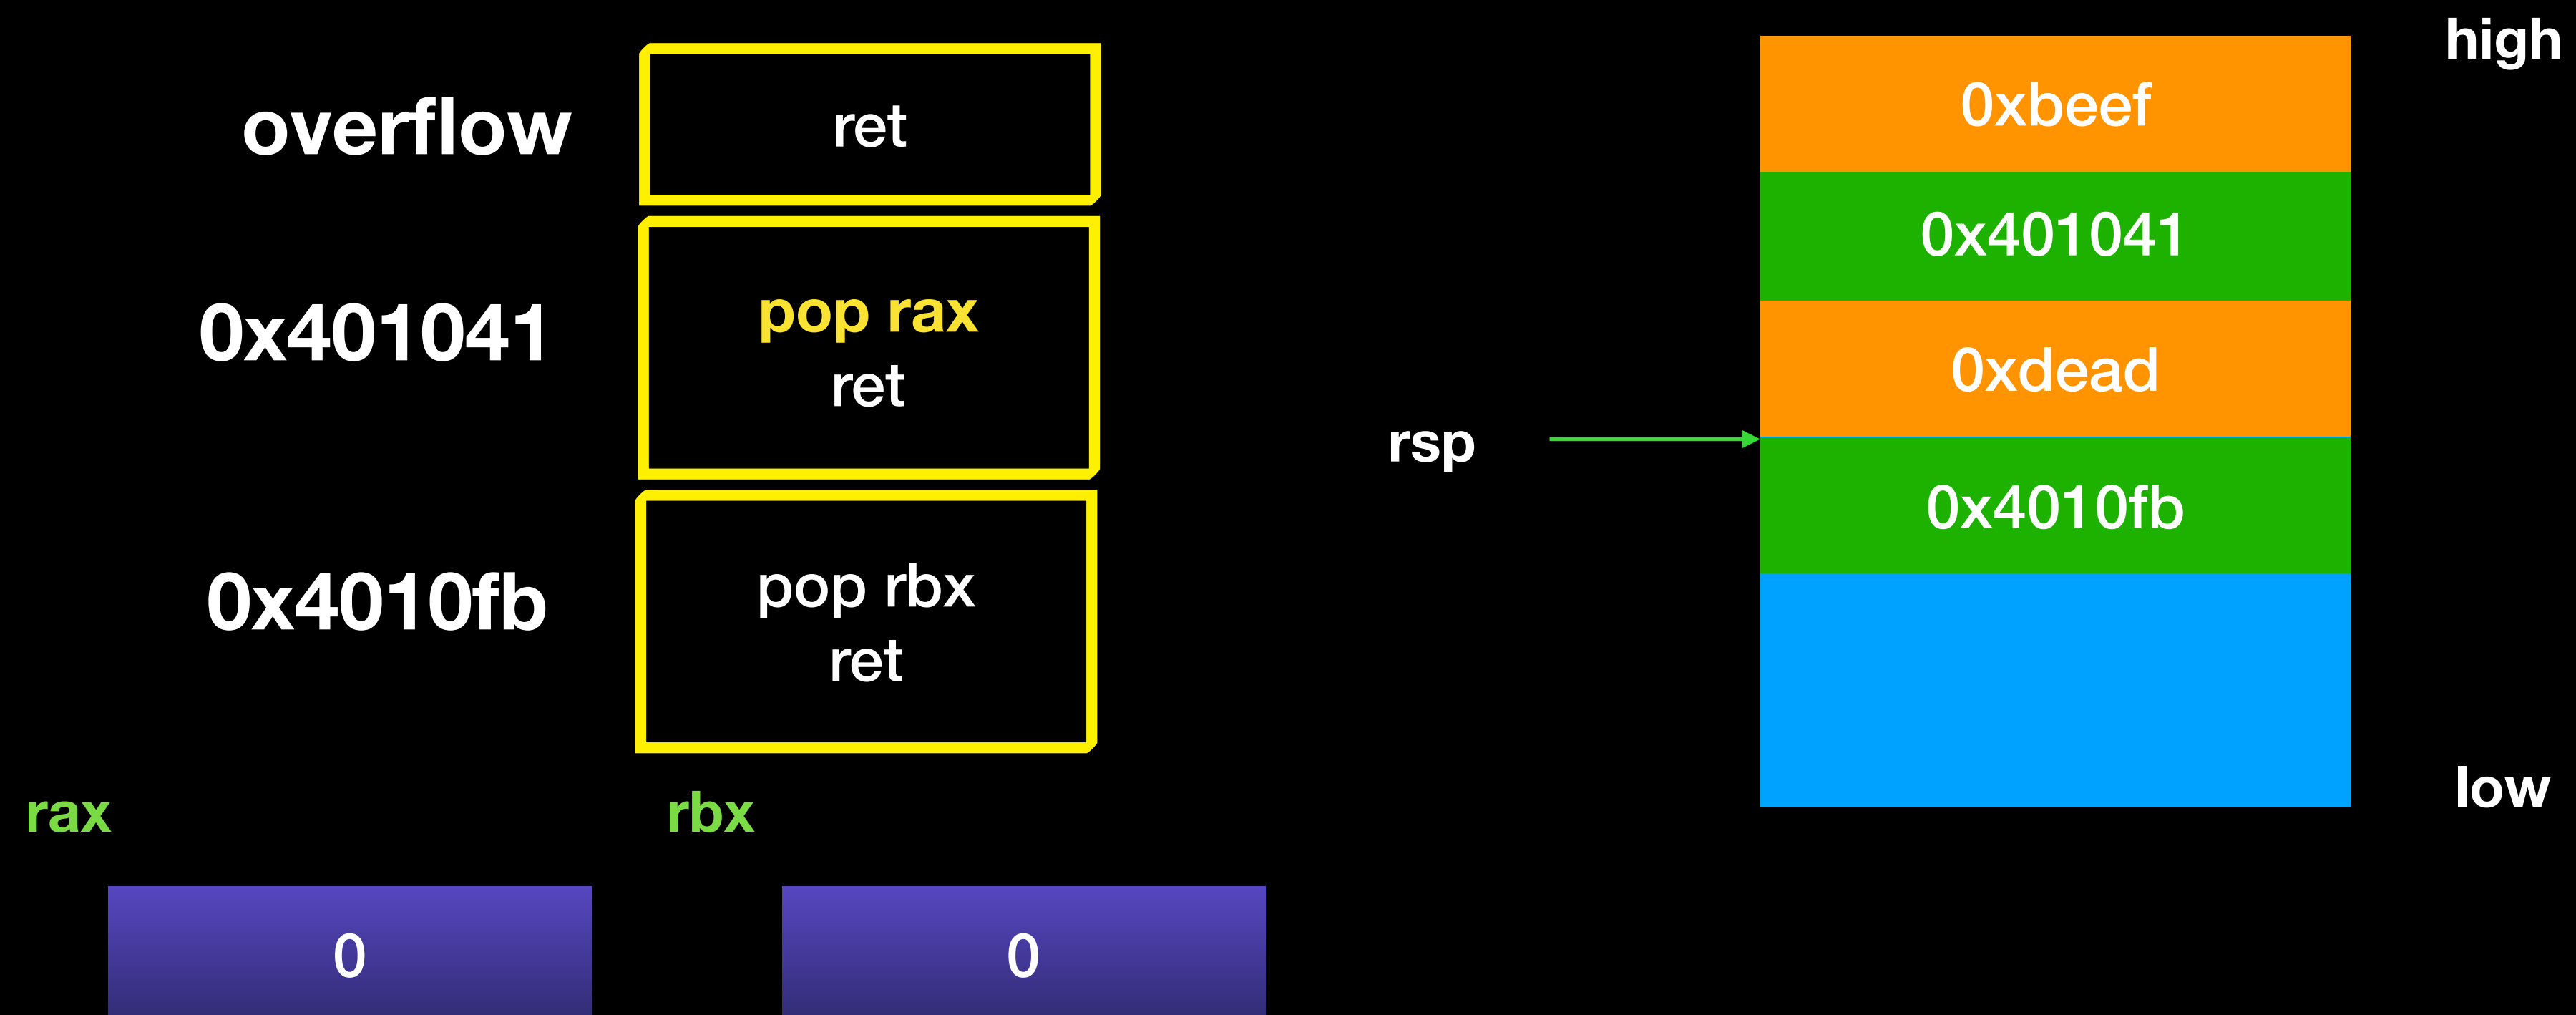 overflow
ret
0x401041
pop rax
ret
0x4010fb
pop rbx
ret
rax
0
rbx
0
rsp
high
0xbeef
0x401041
0xdead
0x4010fb
low